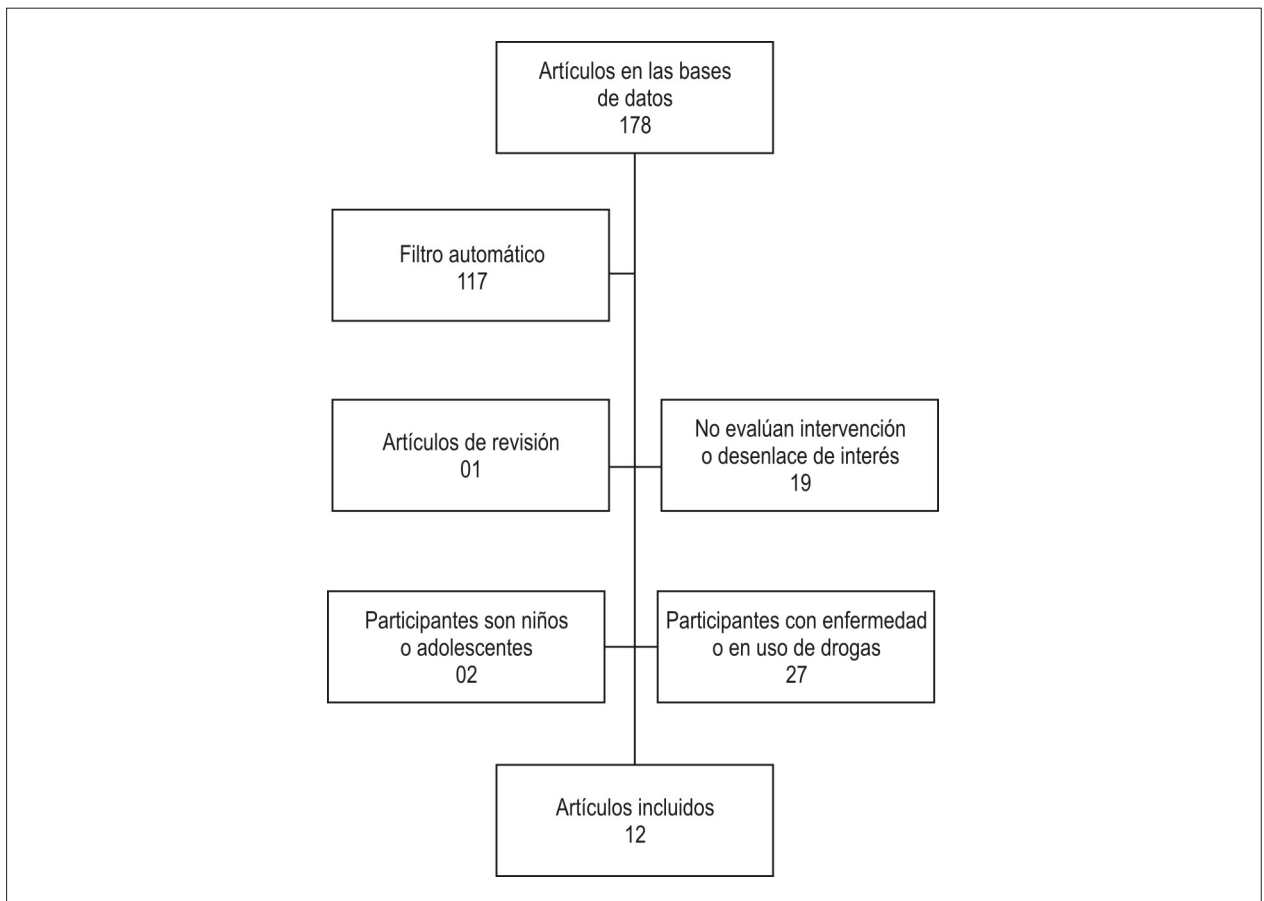 Artículos en las bases
de datos
178
Filtro automático
117
Artículos de revisión
01
No evalúan intervención
o desenlace de interés
19
Participantes son niños
o adolescentes
02
Participantes con enfermedad
o en uso de drogas
27
Artículos incluidos
12